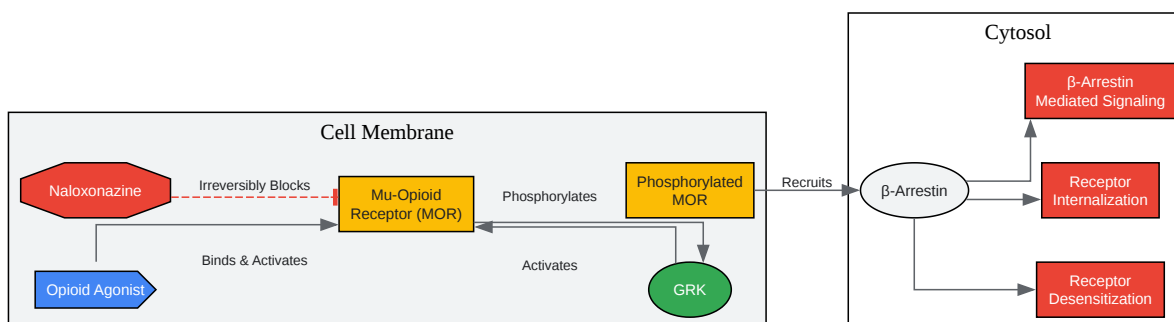 Cytosol
β-Arrestin
Mediated Signaling
Cell Membrane
Naloxonazine
Irreversibly Blocks
Mu-Opioid
Receptor (MOR)
Phosphorylates
Phosphorylated
MOR
Recruits
β-Arrestin
Receptor
Internalization
Binds & Activates
Activates
Opioid Agonist
GRK
Receptor
Desensitization